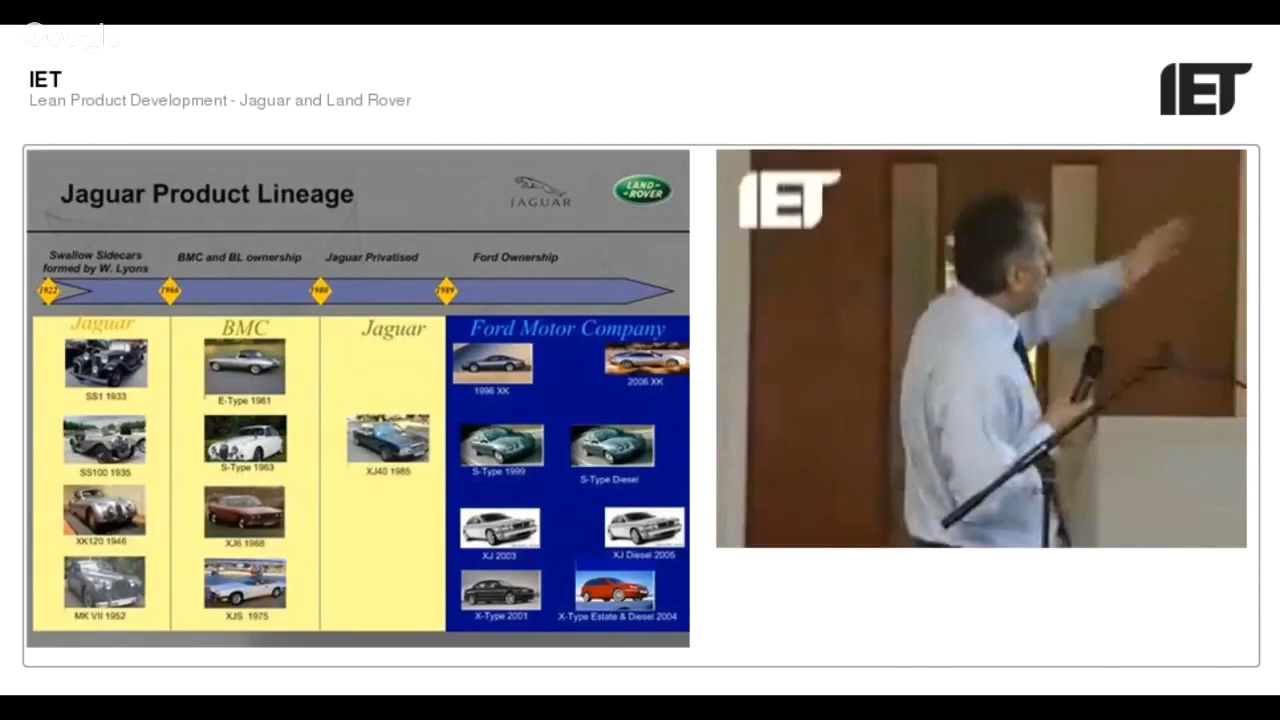 Google
IET
Lean Product Development - Jaguar and Land Rover
IET
Jaguar Product Lineage
JAGUAR
LAND-
-ROVER
Swallow Sidecars
formed by W. Lyons
BMC and BL ownership
Jaguar Privatised
Ford Ownership
1922
1966
1980
1989
Jaguar
BMC
Jaguar
Ford Motor Company
SS1 1933
E-Type 1961
1996 XK
2006 XK
SS100 1935
S-Type 1963
XJ40 1985
S-Type 1999
S-Type Diesel
XK120 1946
XJ6 1968
XJ 2003
XJ Diesel 2005
MK VII 1952
XJS 1975
X-Type 2001
X-Type Estate & Diesel 2004
IET